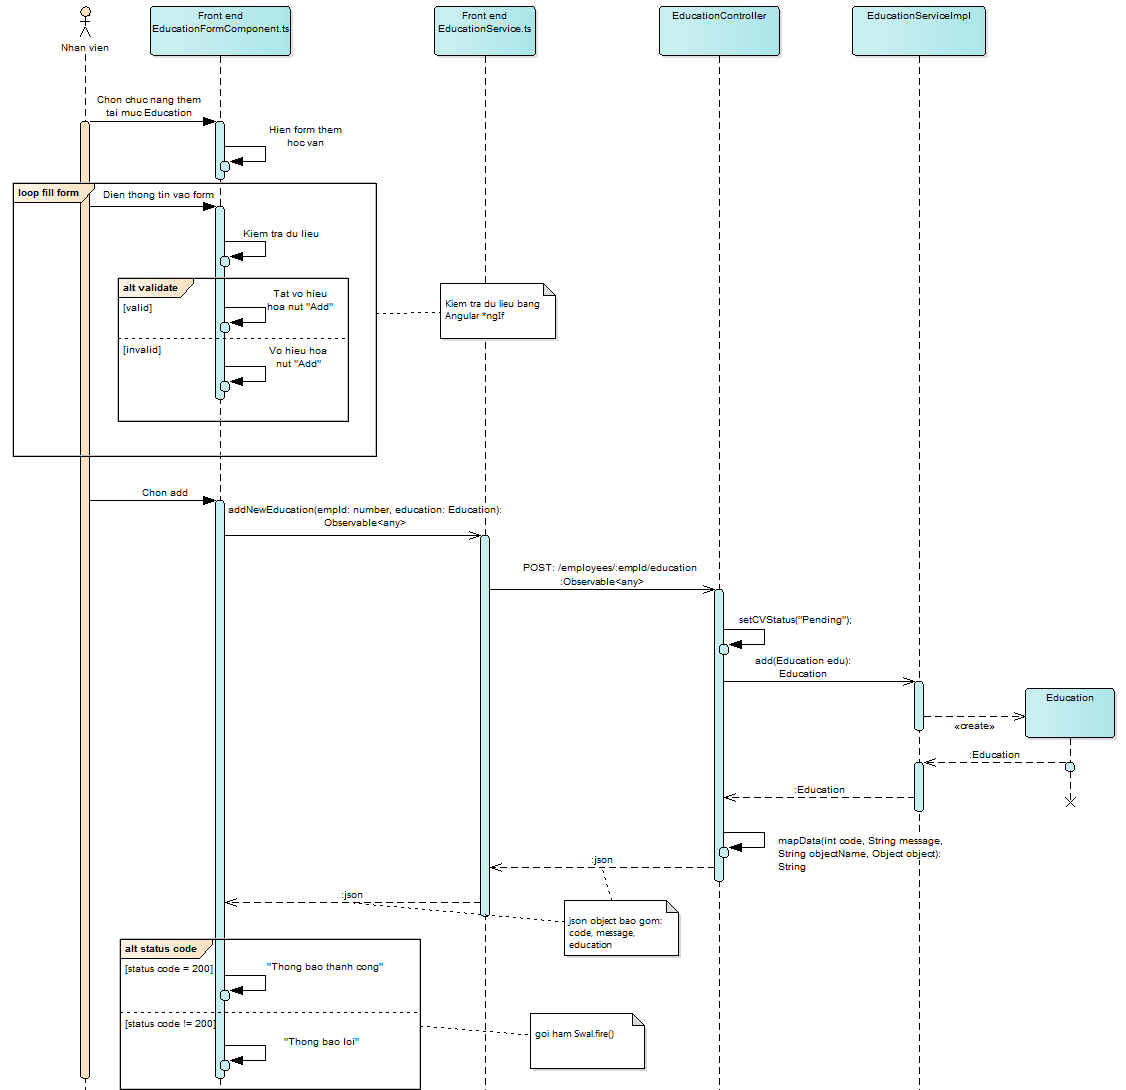 Nhan vien
Front end
EducationFormComponent.ts
Front end
EducationService.ts
EducationController
EducationServiceImpl
Chon chuc nang them
tai muc Education
Hien form them
hoc van
loop fill form
Dien thong tin vao form
Kiem tra du lieu
alt validate
[valid]
Tat vo hieu
hoa nut "Add"
[invalid]
Vo hieu hoa
nut "Add"
Kiem tra du lieu bang
Angular *ngIf
Chon add
addNewEducation(empId: number, education: Education):
Observable<any>
POST: /employees/:empId/education
:Observable<any>
setCVStatus("Pending");
add(Education edu):
Education
Education
«create»
:Education
:Education
mapData(int code, String message,
String objectName, Object object):
String
:json
:json
json object bao gom:
code, message,
education
alt status code
[status code = 200]
"Thong bao thanh cong"
[status code != 200]
"Thong bao loi"
goi ham Swal.fire()